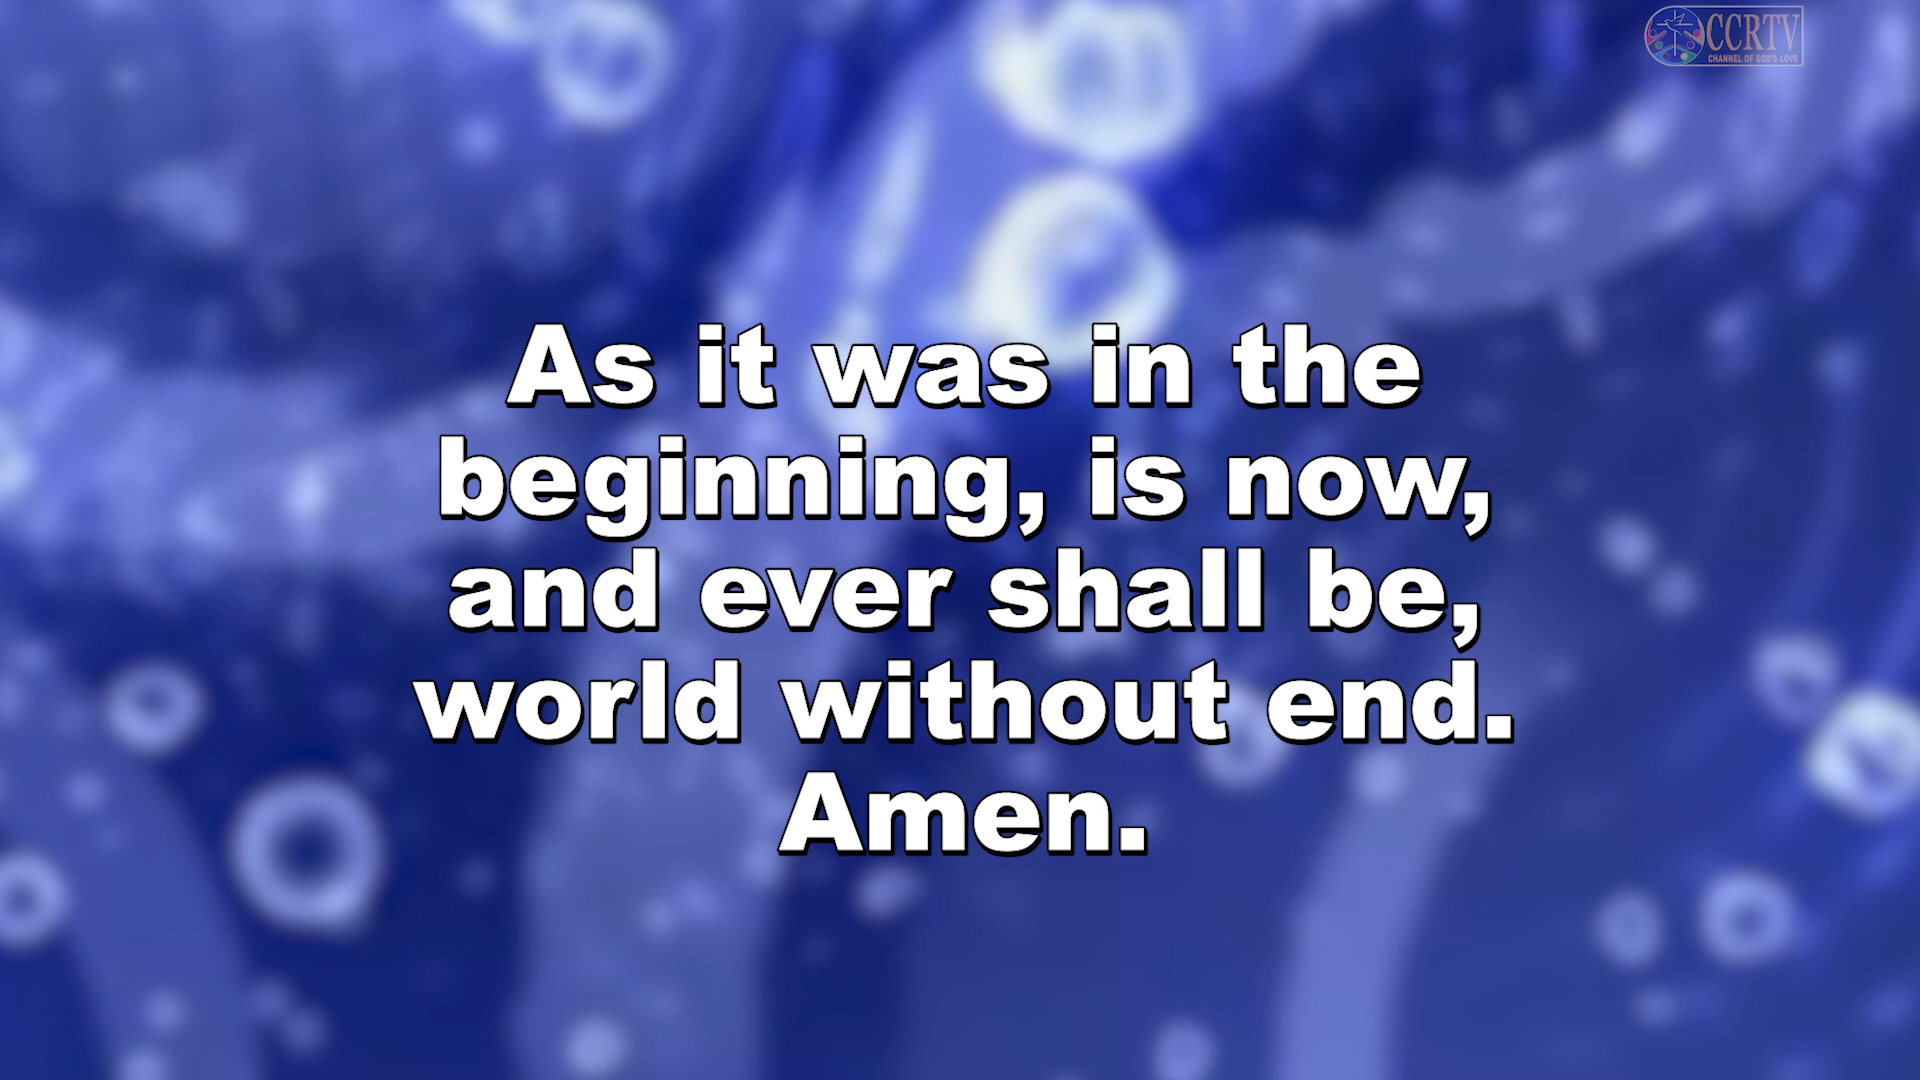 CCRTV
CHANNEL OF GOD'S LOVE
As it was in the
beginning, is now,
and ever shall be,
world without end.
Amen.